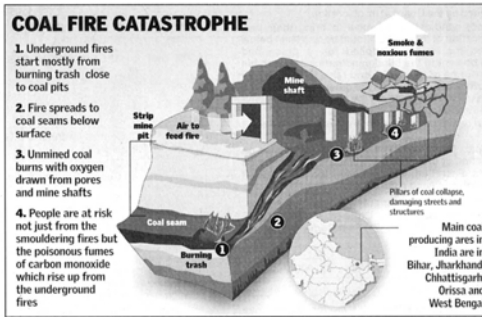 COAL FIRE CATASTROPHE
1. Underground fires
start mostly from
burning trash close
to coal pits
2. Fire spreads to
coal seams below
surface
3. Unmined coal
burns with oxygen
drawn from pores
and mine shafts
4. People are at risk
not just from the
smouldering fires but
the poisonous fumes
of carbon monoxide
which rise up from
the underground
fires
Smoke &
noxious fumes
Mine
shaft
Strip
mine
pit
Air to
feed fire
4
3
Pillars of coal collapse,
damaging streets and
structures
Coal seam
2
1
Burning
trash
Main coa
producing ares in
India are in
Bihar, Jharkhand
Chhattisgarh
Orissa and
West Benga